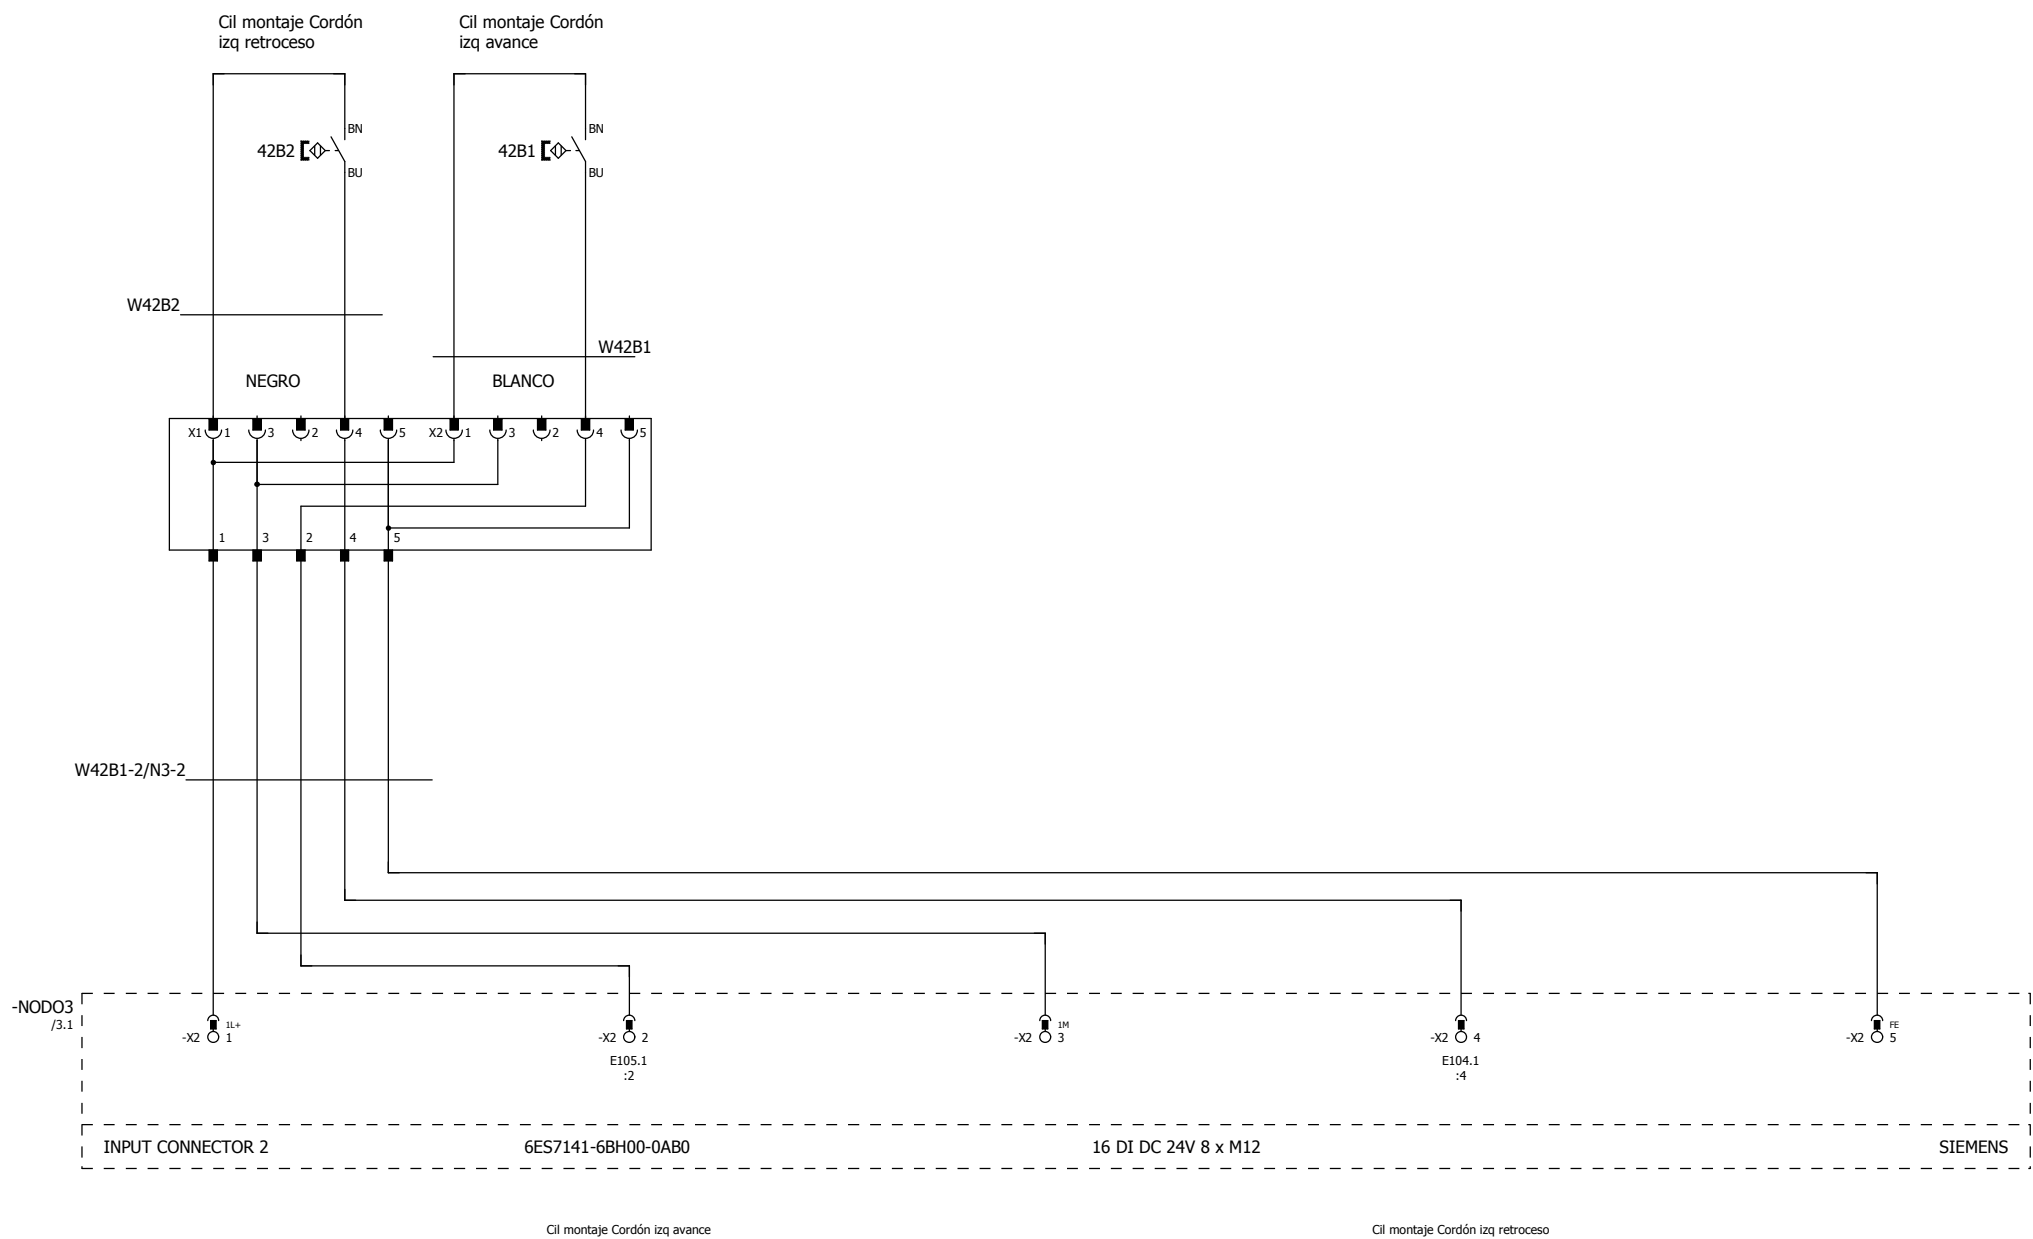 Cil montaje Cordón
izq retroceso
Cil montaje Cordón
izq avance
BN
42B2
BU
BN
42B1
BU
W42B2
W42B1
NEGRO
BLANCO
X1 1 3 2 4 5 X2 1 3 2 4 5
1 3 2 4 5
W42B1-2/N3-2
-NODO3
/3.1
1L+
-X2 1
-X2 2
E105.1
:2
1M
-X2 3
-X2 4
E104.1
:4
FE
-X2 5
INPUT CONNECTOR 2 6ES7141-6BH00-0AB0 16 DI DC 24V 8 x M12 SIEMENS
Cil montaje Cordón izq avance Cil montaje Cordón izq retroceso